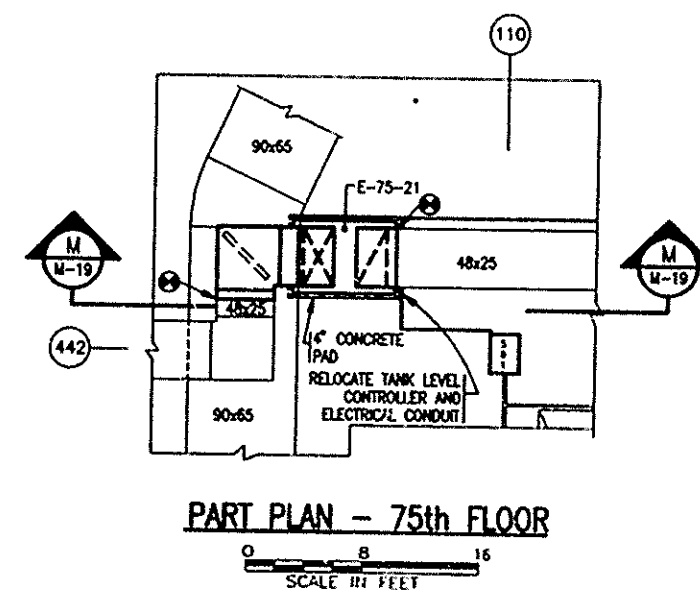 110
90x65
E-75-21
M
M-19
48x25
M
M-19
48x25
442
4" CONCRETE
PAD
RELOCATE TANK LEVEL
CONTROLLER AND
ELECTRICAL CONDUIT
90x65
PART PLAN - 75th FLOOR
0 8 16
SCALE IN FEET